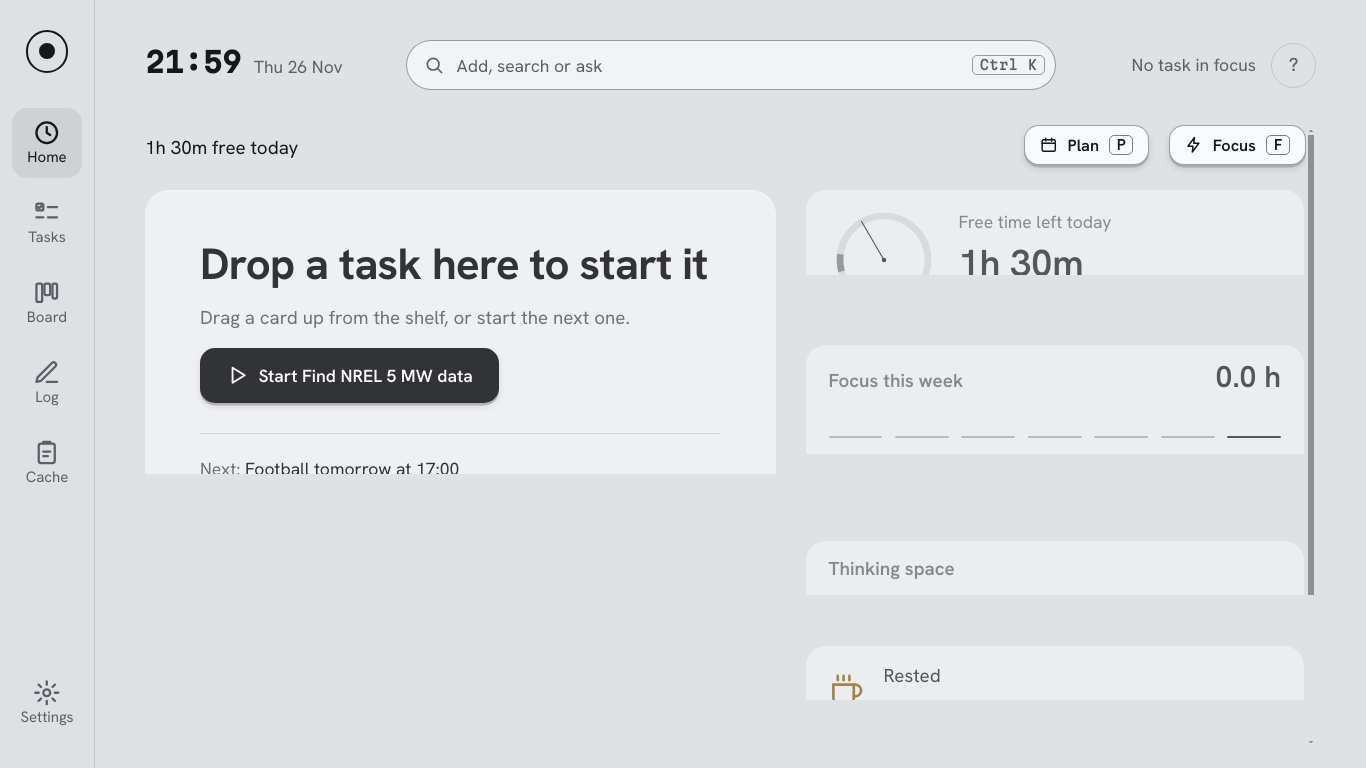 21:59 Thu 26 Nov
Add, search or ask
Ctrl K
No task in focus
?
Home
Tasks
Board
Log
Cache
Settings
1h 30m free today
Plan P
Focus F
Drop a task here to start it
Drag a card up from the shelf, or start the next one.
Start Find NREL 5 MW data
Next: Football tomorrow at 17:00
Free time left today
1h 30m
Focus this week
0.0 h
Thinking space
Rested